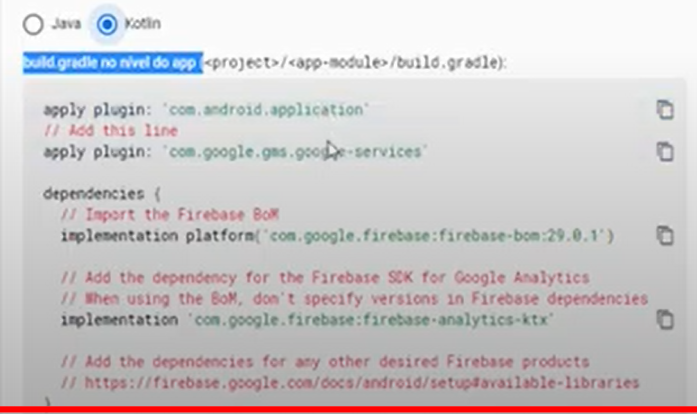 Java Kotlin
build.gradle no nível do app (<project>/<app-module>/build.gradle):
apply plugin: 'com.android.application'
// Add this line
apply plugin: 'com.google.gms.google-services'
dependencies {
// Import the Firebase BoM
implementation platform('com.google.firebase:firebase-bom:29.0.1')
// Add the dependency for the Firebase SDK for Google Analytics
// When using the BoM, don't specify versions in Firebase dependencies
implementation 'com.google.firebase:firebase-analytics-ktx'
// Add the dependencies for any other desired Firebase products
// https://firebase.google.com/docs/android/setup#available-libraries
}